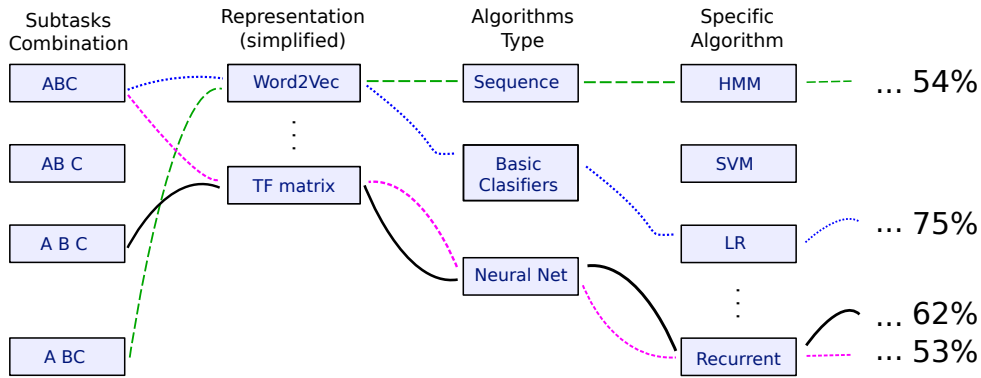 Subtasks
Combination
Representation
(simplified)
Algorithms
Type
Specific
Algorithm
ABC
Word2Vec
Sequence
HMM
... 54%
AB C
TF matrix
Basic
Clasifiers
SVM
A B C
LR
... 75%
Neural Net
... 62%
A BC
Recurrent
... 53%